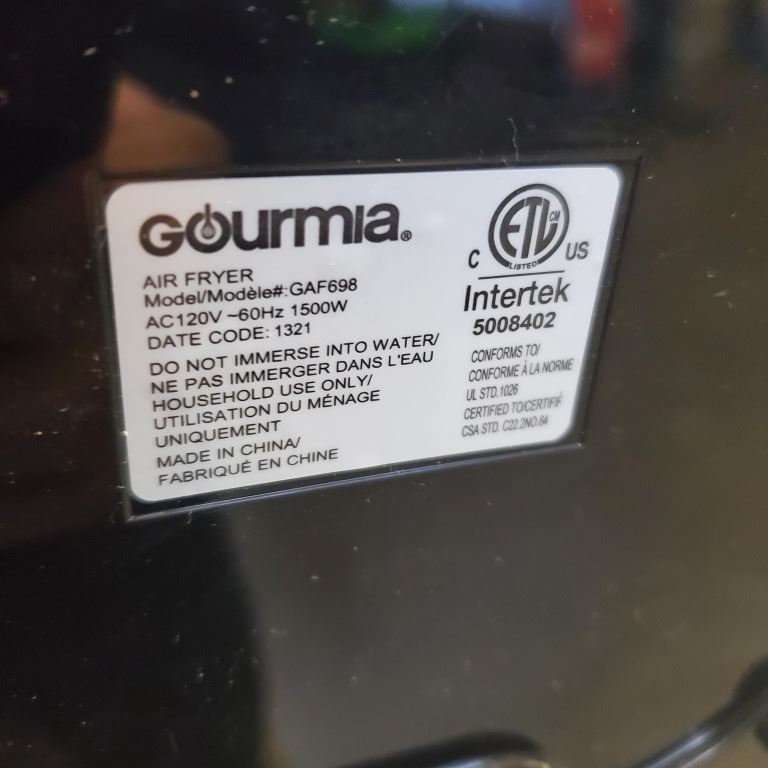 Gourmia®
AIR FRYER
Model/Modèle#:GAF698
AC120V ~60Hz 1500W
DATE CODE: 1321
DO NOT IMMERSE INTO WATER/
NE PAS IMMERGER DANS L'EAU
HOUSEHOLD USE ONLY/
UTILISATION DU MÉNAGE
UNIQUEMENT
MADE IN CHINA/
FABRIQUÉ EN CHINE
ETL CM
LISTED
C US
Intertek
5008402
CONFORMS TO/
CONFORME À LA NORME
UL STD.1026
CERTIFIED TO/CERTIFIÉ
CSA STD. C22.2NO.64